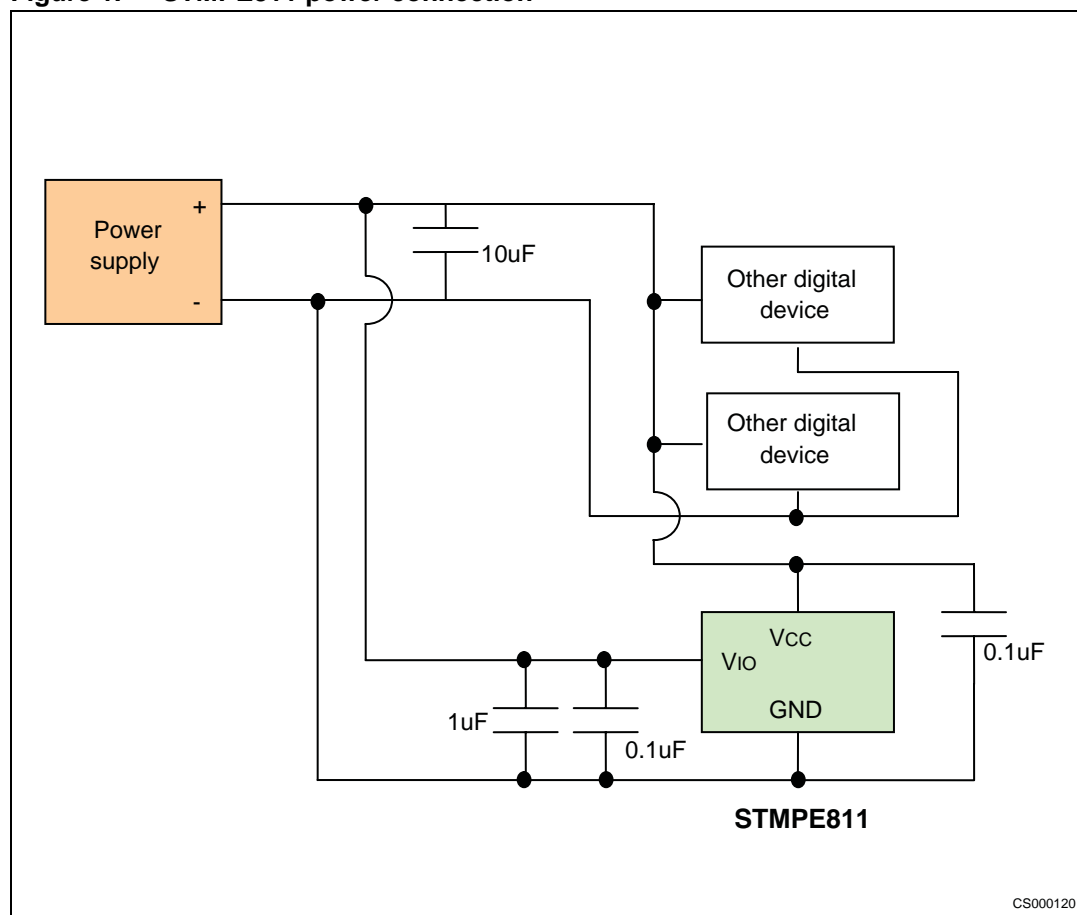 +
Power
supply
-
10uF
Other digital
device
Other digital
device
VCC
VIO
GND
0.1uF
1uF
0.1uF
STMPE811
CS000120